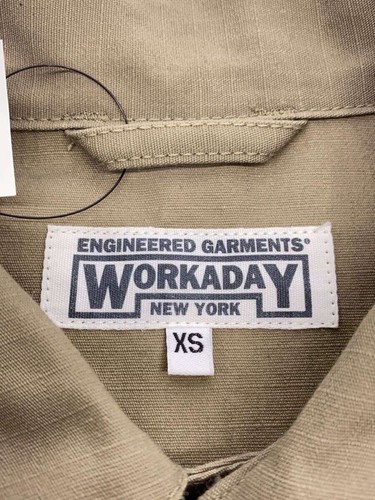 ENGINEERED GARMENTS®
WORKADAY
NEW YORK
XS